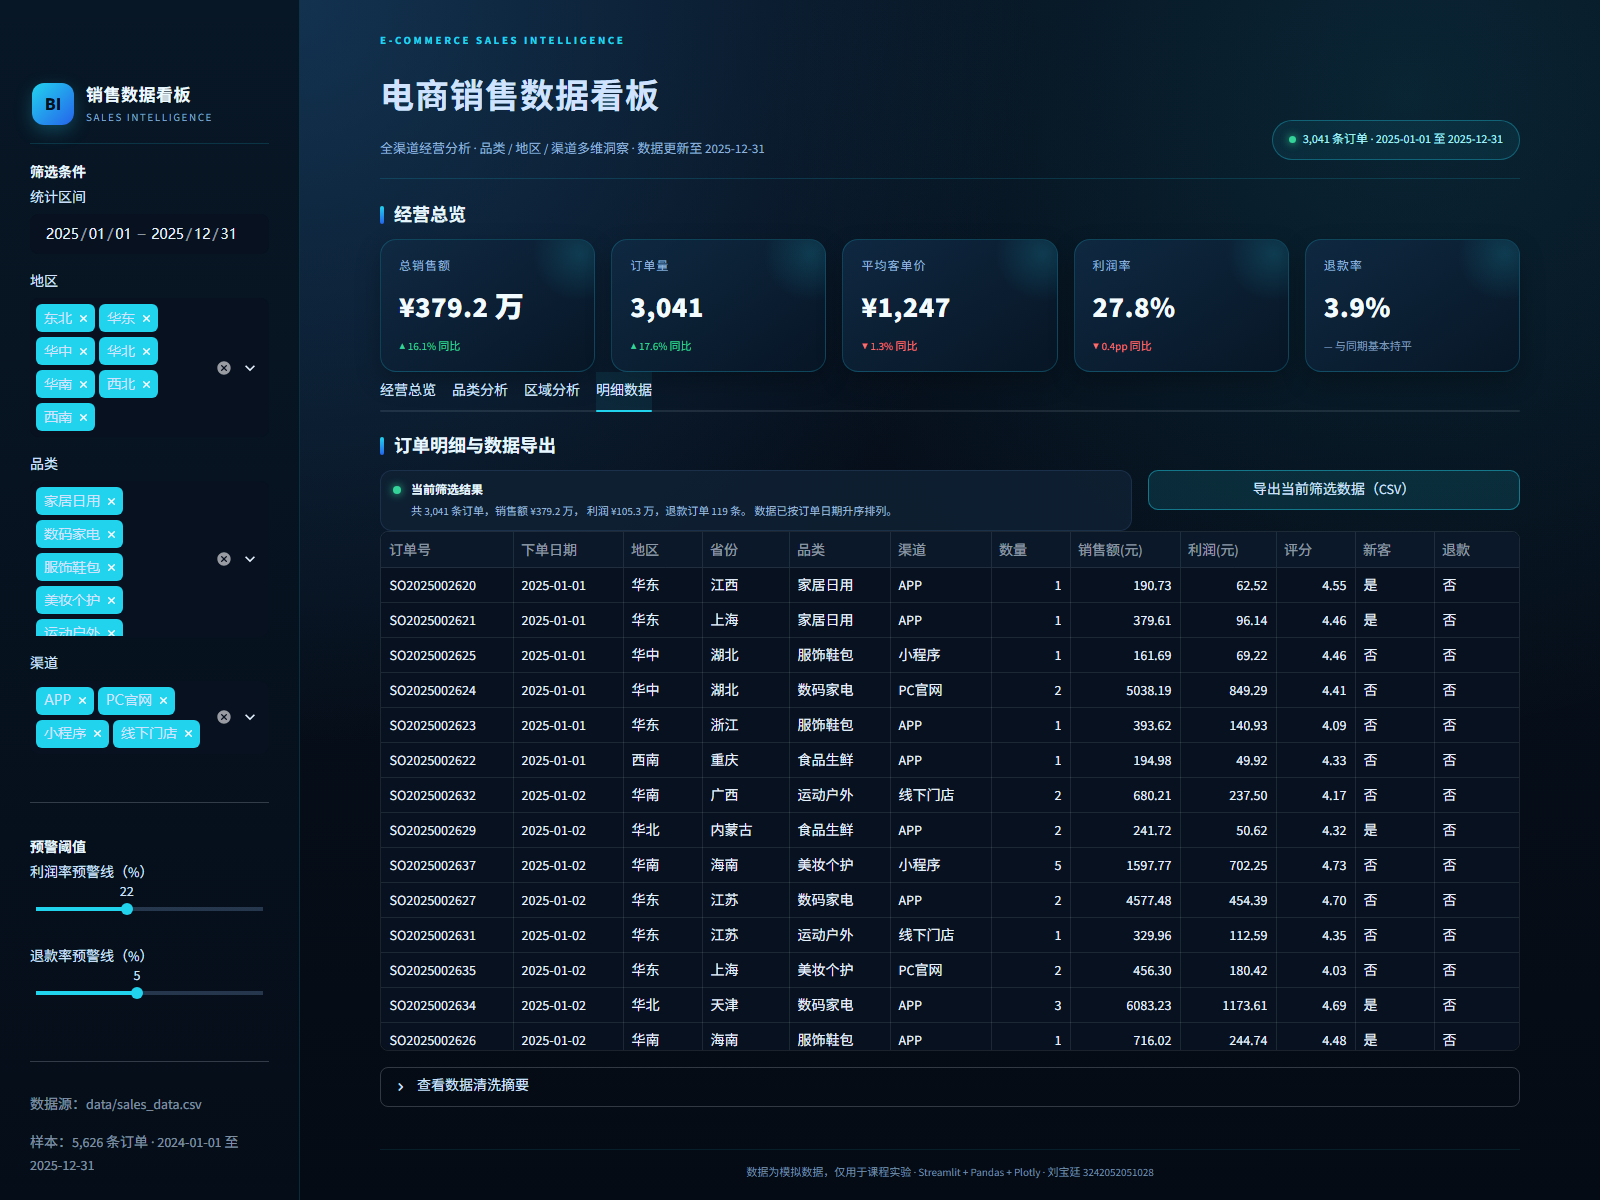 BI
销售数据看板
SALES INTELLIGENCE
筛选条件
统计区间
2025/01/01 – 2025/12/31
地区
东北 × 华东 ×
华中 × 华北 ×
华南 × 西北 ×
西南 ×
品类
家居日用 ×
数码家电 ×
服饰鞋包 ×
美妆个护 ×
运动户外 ×
渠道
APP × PC官网 ×
小程序 × 线下门店 ×
预警阈值
利润率预警线（%）
22
退款率预警线（%）
5
数据源：data/sales_data.csv
样本：5,626 条订单 · 2024-01-01 至
2025-12-31
E-COMMERCE SALES INTELLIGENCE
电商销售数据看板
全渠道经营分析 · 品类 / 地区 / 渠道多维洞察 · 数据更新至 2025-12-31
3,041 条订单 · 2025-01-01 至 2025-12-31
经营总览
总销售额 订单量 平均客单价 利润率 退款率
¥379.2 万 3,041 ¥1,247 27.8% 3.9%
▲ 16.1% 同比 ▲ 17.6% 同比 ▼ 1.3% 同比 ▼ 0.4pp 同比 — 与同期基本持平
经营总览 品类分析 区域分析 明细数据
订单明细与数据导出
当前筛选结果
共 3,041 条订单，销售额 ¥379.2 万， 利润 ¥105.3 万，退款订单 119 条。 数据已按订单日期升序排列。
导出当前筛选数据（CSV）
订单号 下单日期 地区 省份 品类 渠道 数量 销售额(元) 利润(元) 评分 新客 退款
SO2025002620 2025-01-01 华东 江西 家居日用 APP 1 190.73 62.52 4.55 是 否
SO2025002621 2025-01-01 华东 上海 家居日用 APP 1 379.61 96.14 4.46 是 否
SO2025002625 2025-01-01 华中 湖北 服饰鞋包 小程序 1 161.69 69.22 4.46 否 否
SO2025002624 2025-01-01 华中 湖北 数码家电 PC官网 2 5038.19 849.29 4.41 否 否
SO2025002623 2025-01-01 华东 浙江 服饰鞋包 APP 1 393.62 140.93 4.09 否 否
SO2025002622 2025-01-01 西南 重庆 食品生鲜 APP 1 194.98 49.92 4.33 否 否
SO2025002632 2025-01-02 华南 广西 运动户外 线下门店 2 680.21 237.50 4.17 否 否
SO2025002629 2025-01-02 华北 内蒙古 食品生鲜 APP 2 241.72 50.62 4.32 是 否
SO2025002637 2025-01-02 华南 海南 美妆个护 小程序 5 1597.77 702.25 4.73 否 否
SO2025002627 2025-01-02 华东 江苏 数码家电 APP 2 4577.48 454.39 4.70 否 否
SO2025002631 2025-01-02 华东 江苏 运动户外 线下门店 1 329.96 112.59 4.35 否 否
SO2025002635 2025-01-02 华东 上海 美妆个护 PC官网 2 456.30 180.42 4.03 否 否
SO2025002634 2025-01-02 华北 天津 数码家电 APP 3 6083.23 1173.61 4.69 是 否
SO2025002626 2025-01-02 华南 海南 服饰鞋包 APP 1 716.02 244.74 4.48 是 否
查看数据清洗摘要
数据为模拟数据，仅用于课程实验 · Streamlit + Pandas + Plotly · 刘宝廷 3242052051028